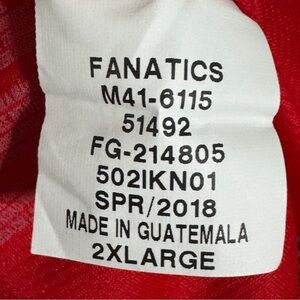 FANATICS
M41-6115
51492
FG-214805
502IKN01
SPR/2018
MADE IN GUATEMALA
2XLARGE